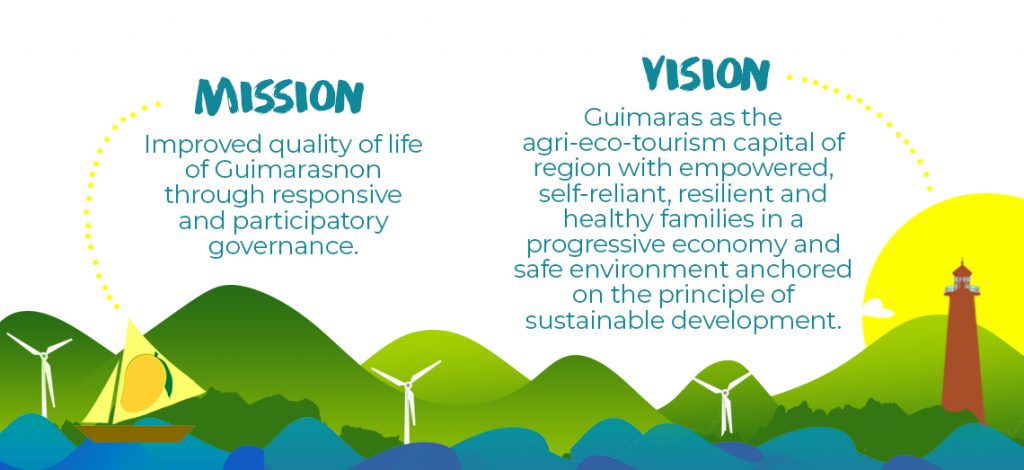 MISSION
Improved quality of life
of Guimarasnon
through responsive
and participatory
governance.
VISION
Guimaras as the
agri-eco-tourism capital of
region with empowered,
self-reliant, resilient and
healthy families in a
progressive economy and
safe environment anchored
on the principle of
sustainable development.